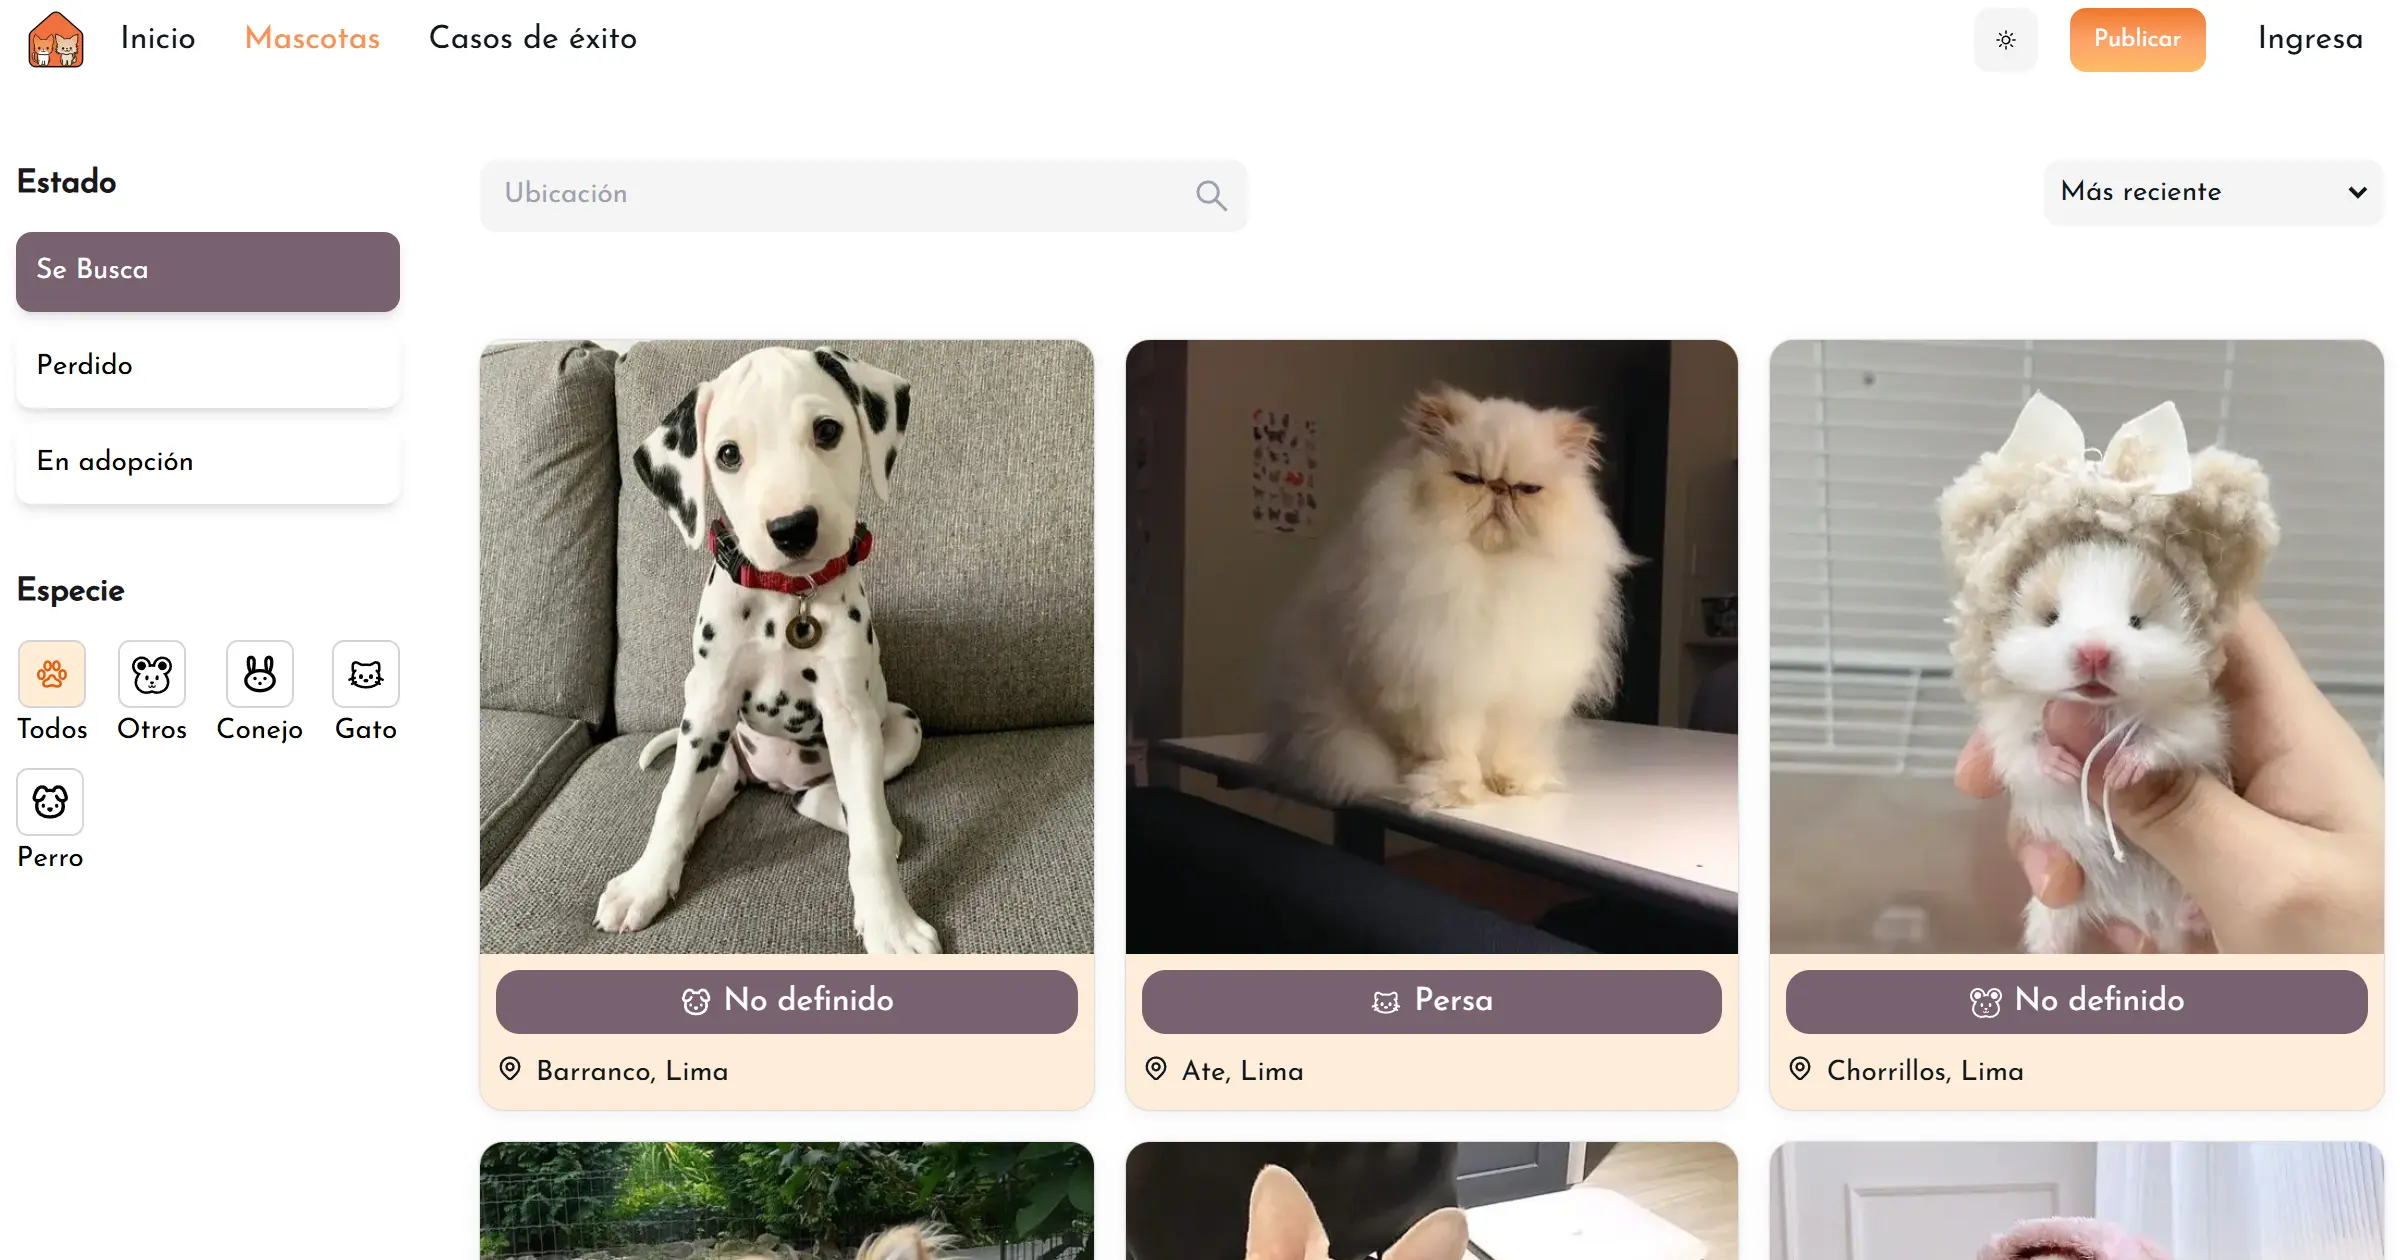 Inicio
Mascotas
Casos de éxito
Publicar
Ingresa
Estado
Se Busca
Perdido
En adopción
Especie
Todos
Otros
Conejo
Gato
Perro
Ubicación
Más reciente
No definido
Barranco, Lima
Persa
Ate, Lima
No definido
Chorrillos, Lima